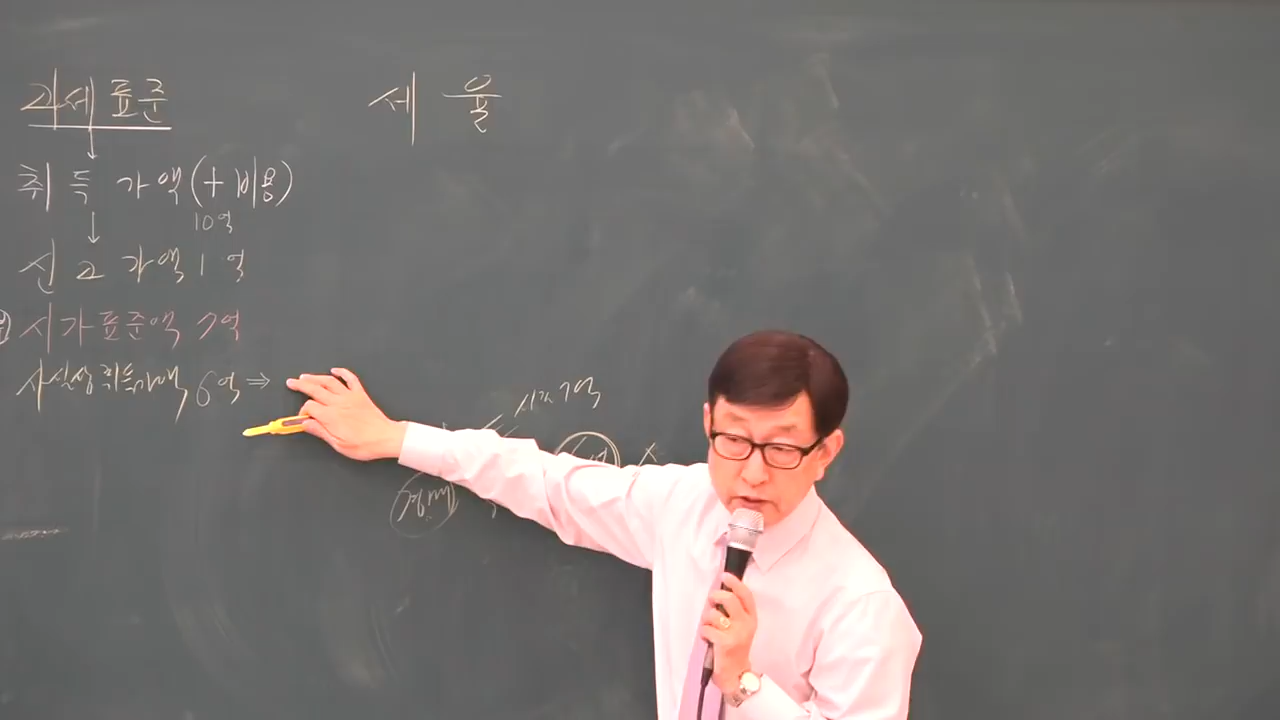 과세표준
세율
↓
취득가액(+비용)
10억
↓
신고가액 1억
시가표준액 7억
사실상취득가액 6억 ⇒
시가 7억